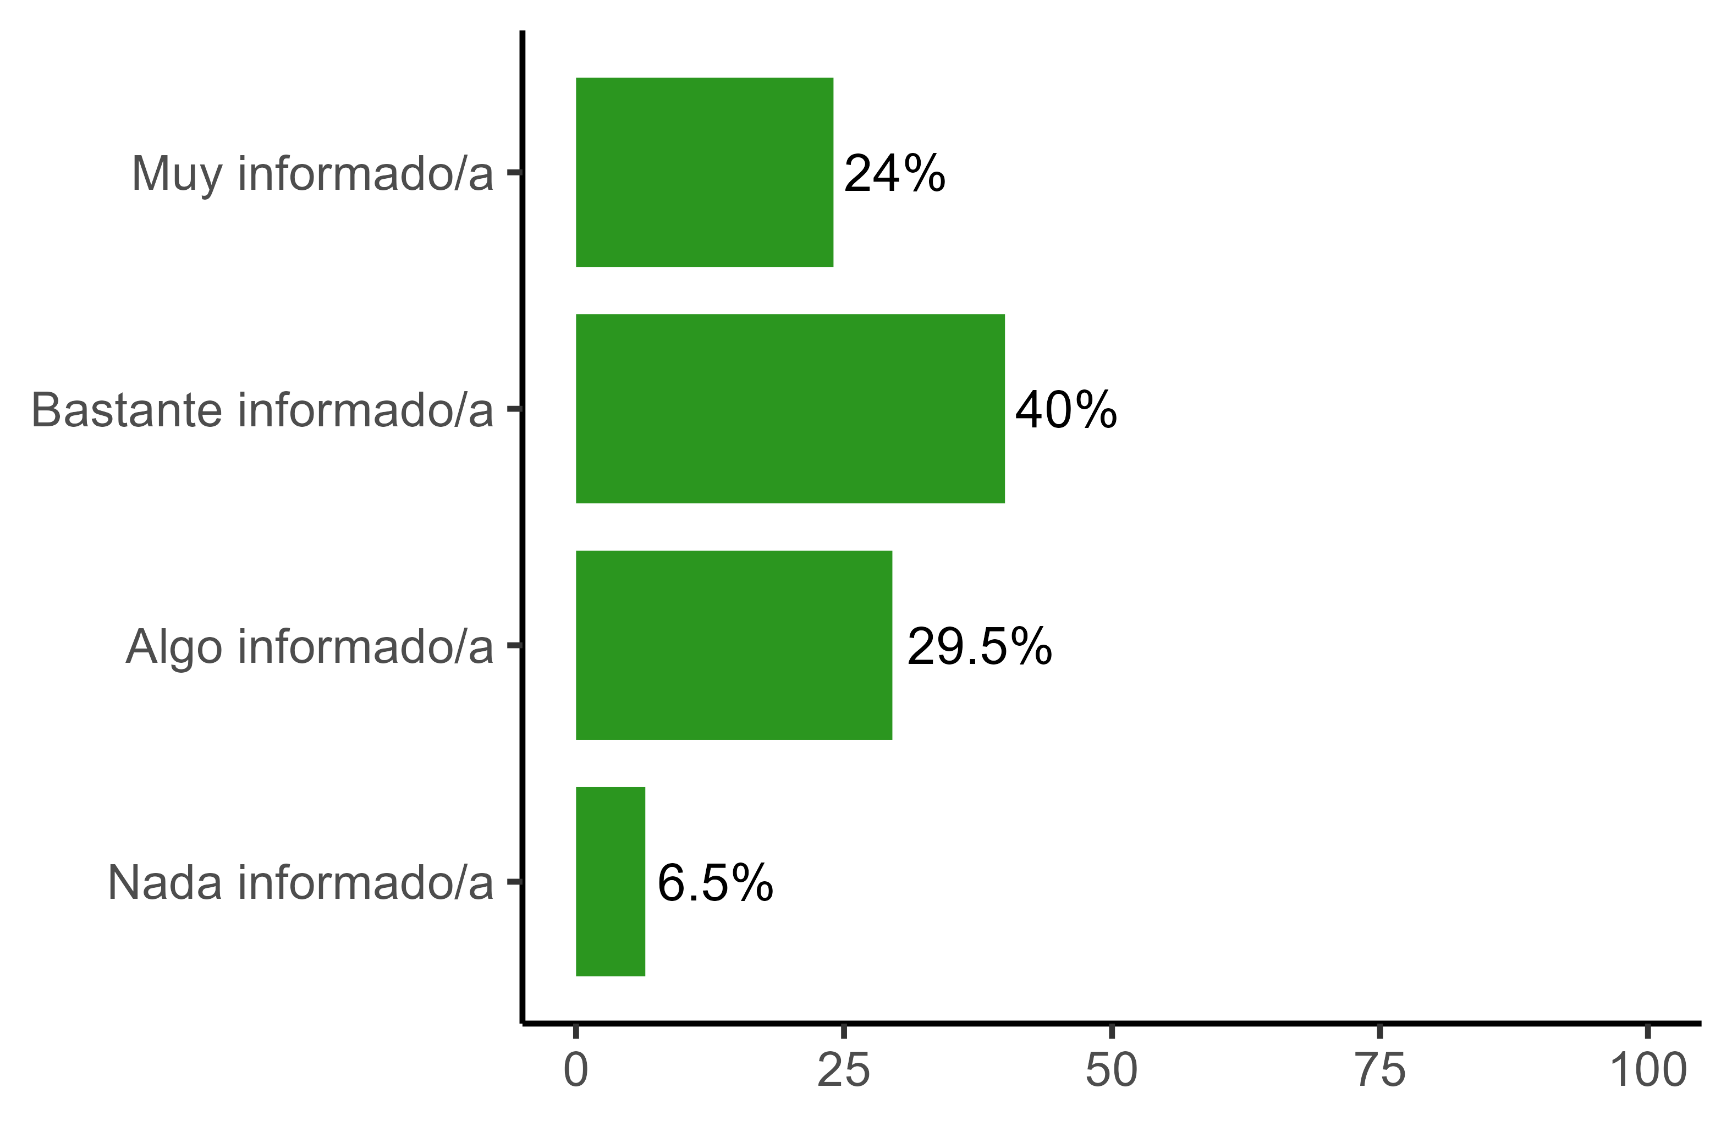 Muy informado/a
24%
Bastante informado/a
40%
Algo informado/a
29.5%
Nada informado/a
6.5%
0 25 50 75 100